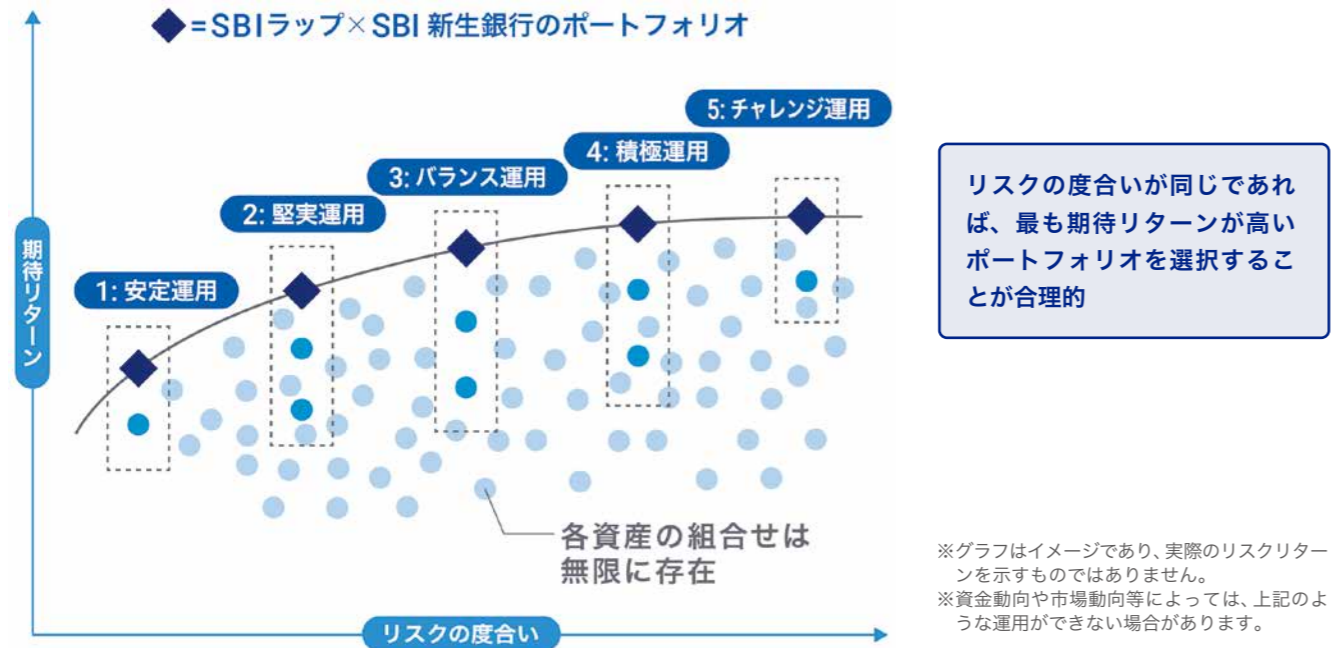 ◆=SBIラップ×SBI 新生銀行のポートフォリオ
5: チャレンジ運用
4: 積極運用
3: バランス運用
2: 堅実運用
1: 安定運用
期待リターン
リスクの度合いが同じであれ
ば、最も期待リターンが高い
ポートフォリオを選択するこ
とが合理的
各資産の組合せは
無限に存在
リスクの度合い
※グラフはイメージであり、実際のリスクリター
ンを示すものではありません。
※資金動向や市場動向等によっては、上記のよ
うな運用ができない場合があります。